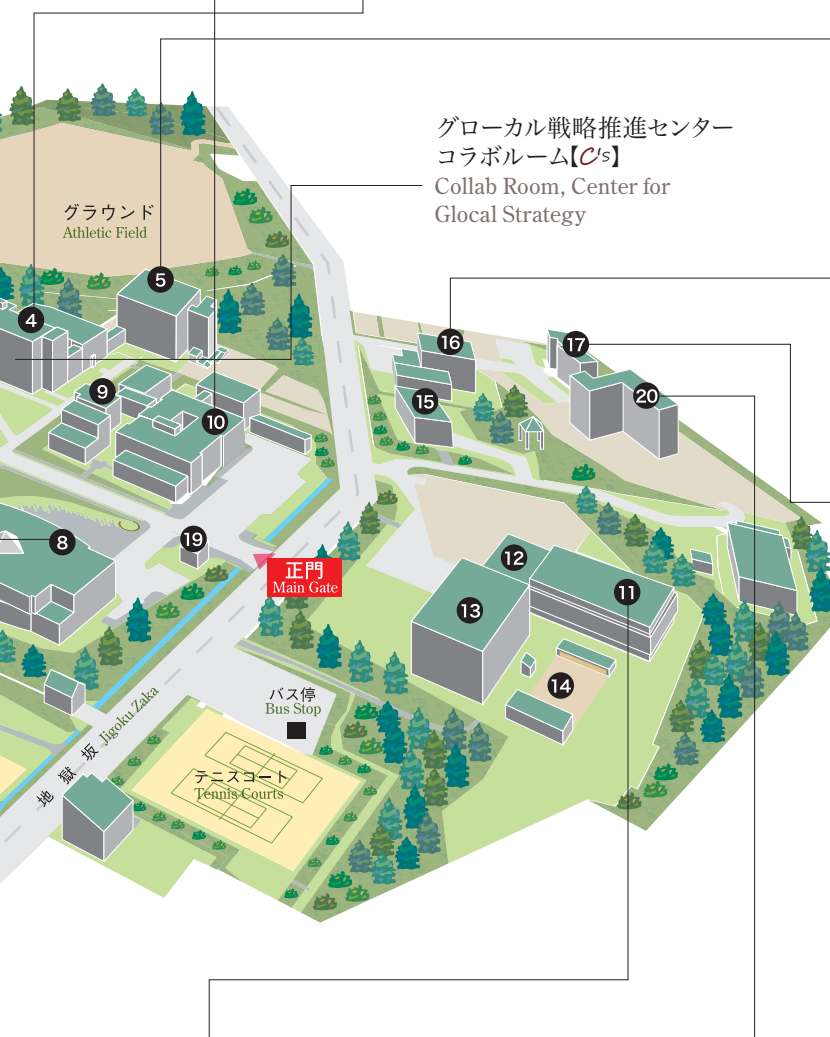 グローカル戦略推進センター
コラボルーム【C's】
Collab Room, Center for
Glocal Strategy
グラウンド
Athletic Field
5
4
16
17
9
20
15
10
19
8
12
正門
Main Gate
11
13
14
バス停
Bus Stop
地獄坂 Jigoku Zaka
テニスコート
Tennis Courts